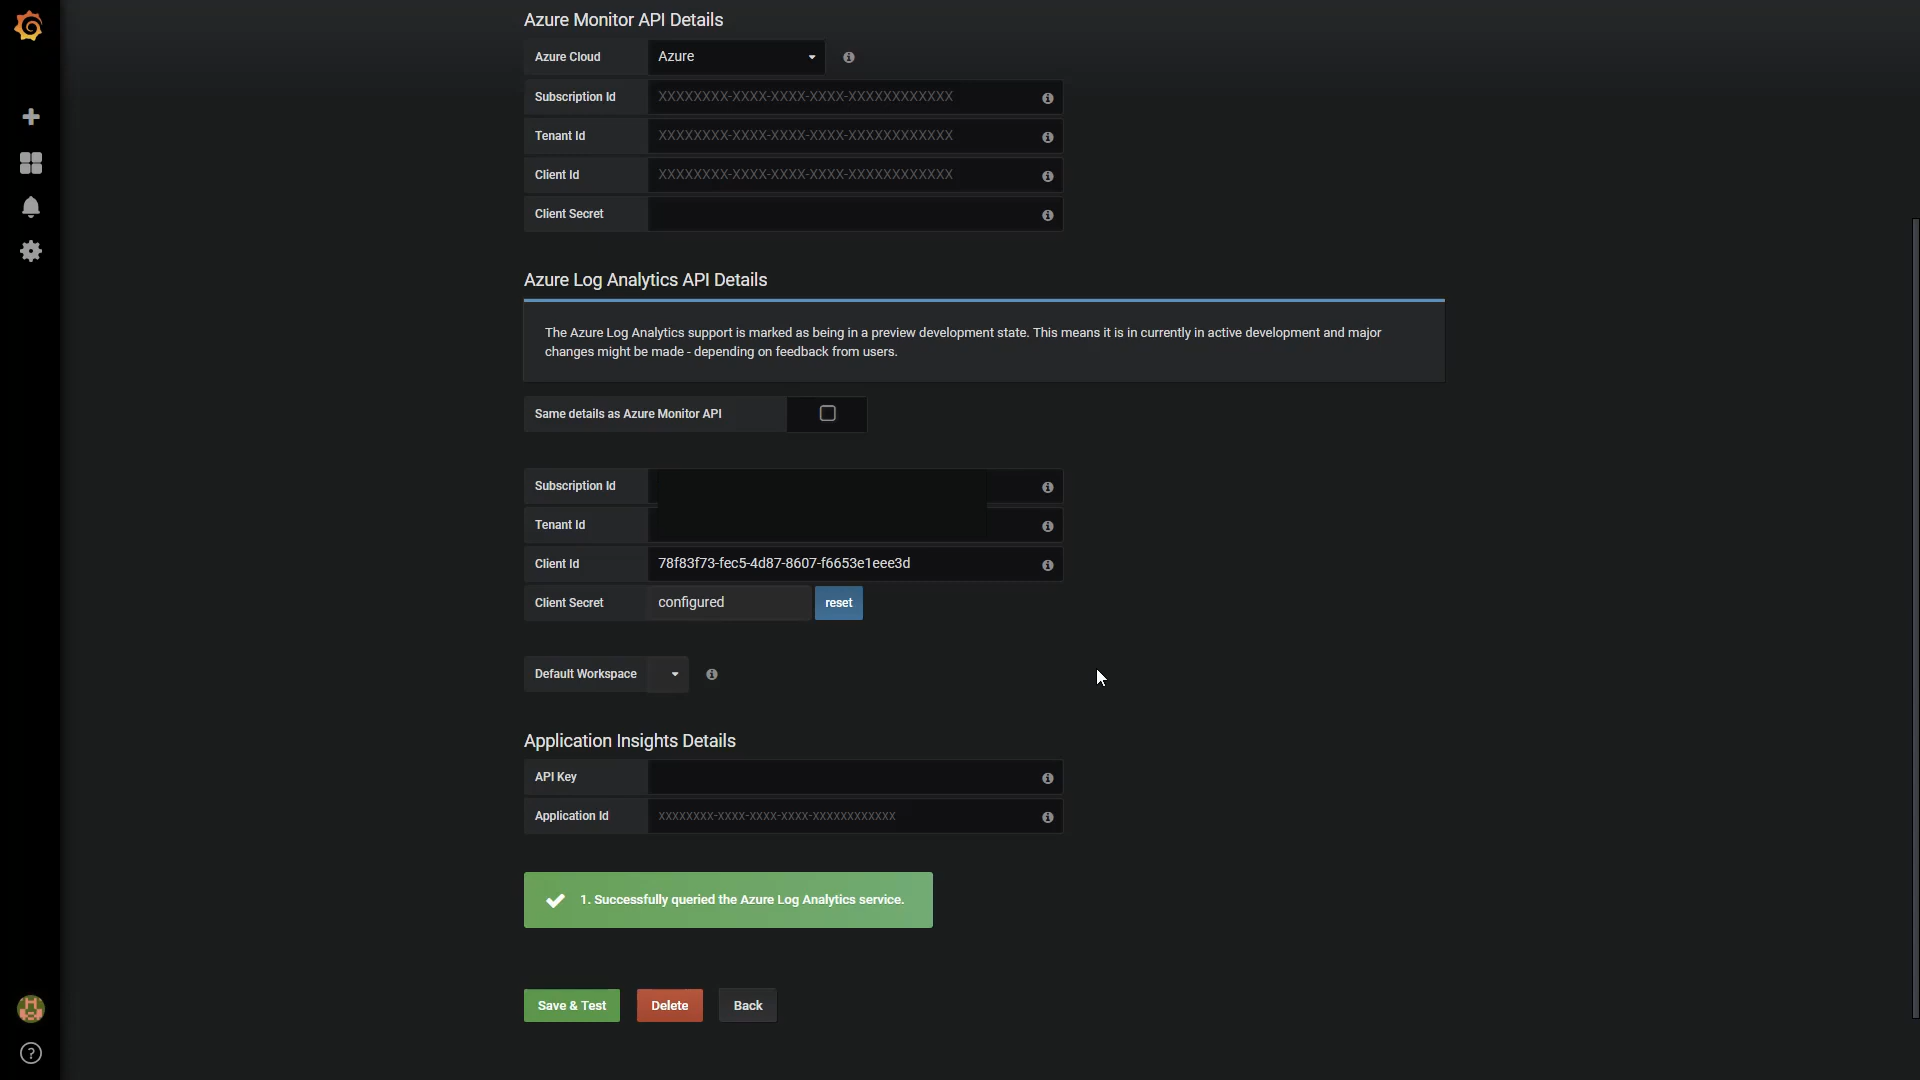 Azure Monitor API Details
Azure Cloud Azure
Subscription Id XXXXXXXX-XXXX-XXXX-XXXX-XXXXXXXXXXXX
Tenant Id XXXXXXXX-XXXX-XXXX-XXXX-XXXXXXXXXXXX
Client Id XXXXXXXX-XXXX-XXXX-XXXX-XXXXXXXXXXXX
Client Secret
Azure Log Analytics API Details
The Azure Log Analytics support is marked as being in a preview development state. This means it is in currently in active development and major
changes might be made - depending on feedback from users.
Same details as Azure Monitor API
Subscription Id
Tenant Id
Client Id 78f83f73-fec5-4d87-8607-f6653e1eee3d
Client Secret configured reset
Default Workspace
Application Insights Details
API Key
Application Id XXXXXXXX-XXXX-XXXX-XXXX-XXXXXXXXXXXX
1. Successfully queried the Azure Log Analytics service.
Save & Test Delete Back